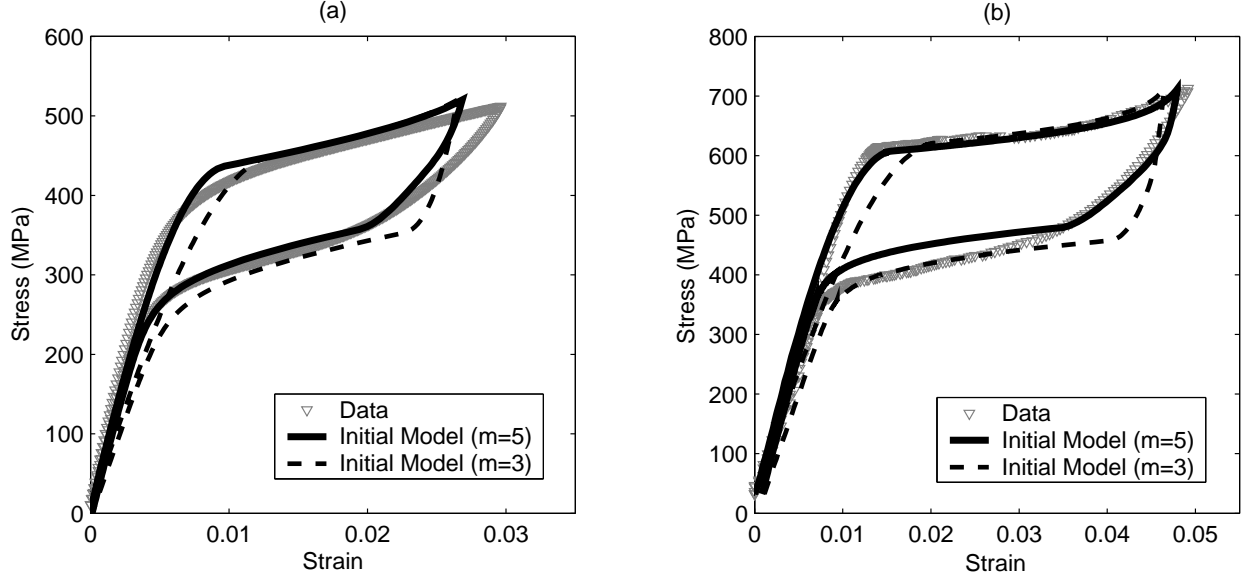 (a)
600
500
400
300
200
100
0
Stress (MPa)
0
0.01
0.02
0.03
Strain
Data
Initial Model (m=5)
Initial Model (m=3)
(b)
800
700
600
500
400
300
200
100
0
Stress (MPa)
0
0.01
0.02
0.03
0.04
0.05
Strain
Data
Initial Model (m=5)
Initial Model (m=3)